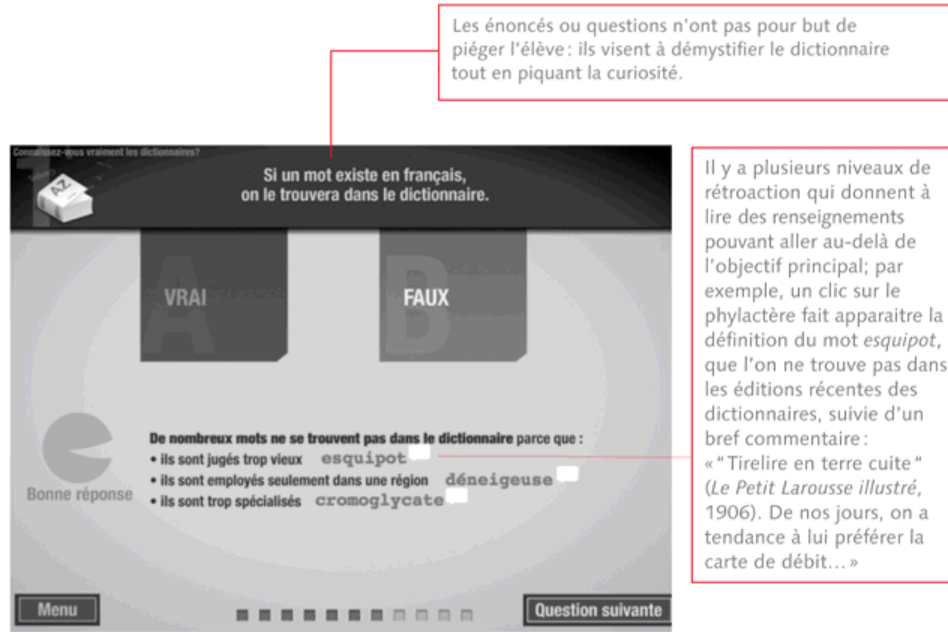 Les énoncés ou questions n'ont pas pour but de
piéger l'élève : ils visent à démystifier le dictionnaire
tout en piquant la curiosité.
Connaissez-vous vraiment les dictionnaires?
1
AZ
Si un mot existe en français,
on le trouvera dans le dictionnaire.
A
VRAI
B
FAUX
Bonne réponse
De nombreux mots ne se trouvent pas dans le dictionnaire parce que :
• ils sont jugés trop vieux esquipot
• ils sont employés seulement dans une région déneigeuse
• ils sont trop spécialisés cromoglycate
Menu
Question suivante
Il y a plusieurs niveaux de
rétroaction qui donnent à
lire des renseignements
pouvant aller au-delà de
l'objectif principal; par
exemple, un clic sur le
phylactère fait apparaitre la
définition du mot esquipot,
que l'on ne trouve pas dans
les éditions récentes des
dictionnaires, suivie d'un
bref commentaire :
« "Tirelire en terre cuite"
(Le Petit Larousse illustré,
1906). De nos jours, on a
tendance à lui préférer la
carte de débit… »